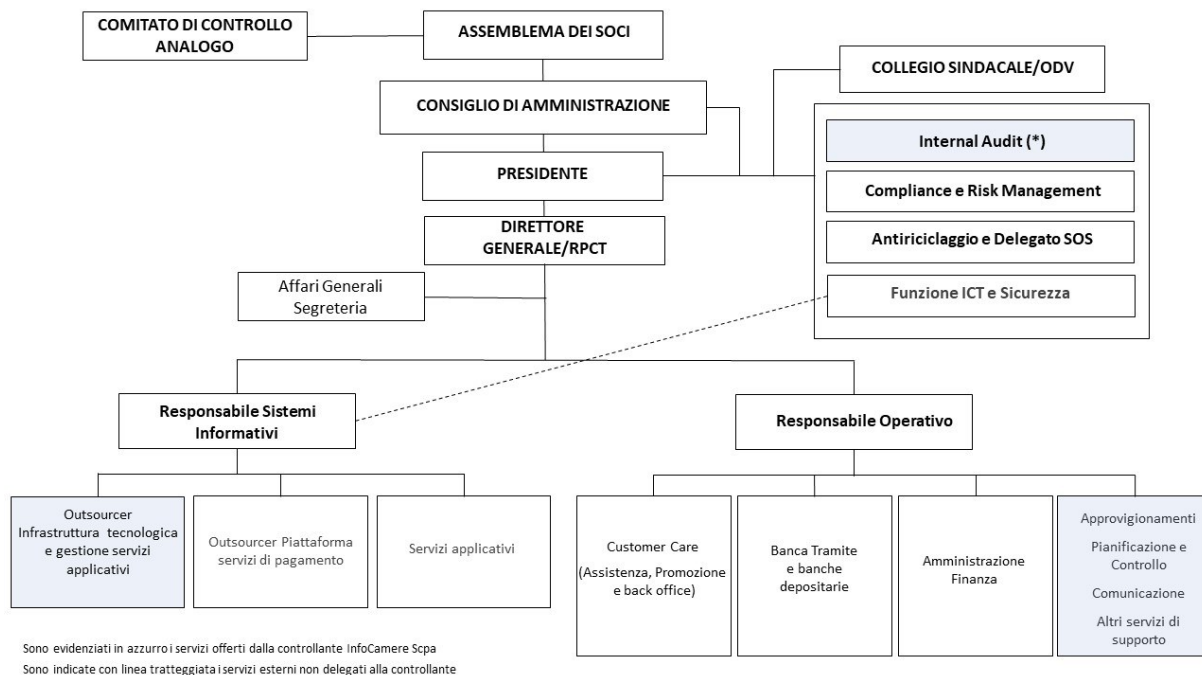 COMITATO DI CONTROLLO
ANALOGO
ASSEMBLEMA DEI SOCI
CONSIGLIO DI AMMINISTRAZIONE
COLLEGIO SINDACALE/ODV
Internal Audit (*)
PRESIDENTE
Compliance e Risk Management
DIRETTORE
GENERALE/RPCT
Antiriciclaggio e Delegato SOS
Affari Generali
Segreteria
Funzione ICT e Sicurezza
Responsabile Sistemi
Informativi
Responsabile Operativo
Outsourcer
Infrastruttura tecnologica
e gestione servizi
applicativi
Outsourcer Piattaforma
servizi di pagamento
Servizi applicativi
Customer Care
(Assistenza, Promozione
e back office)
Banca Tramite
e banche
depositarie
Amministrazione
Finanza
Approvigionamenti
Pianificazione e
Controllo
Comunicazione
Altri servizi di
supporto
Sono evidenziati in azzurro i servizi offerti dalla controllante InfoCamere Scpa
Sono indicate con linea tratteggiata i servizi esterni non delegati alla controllante